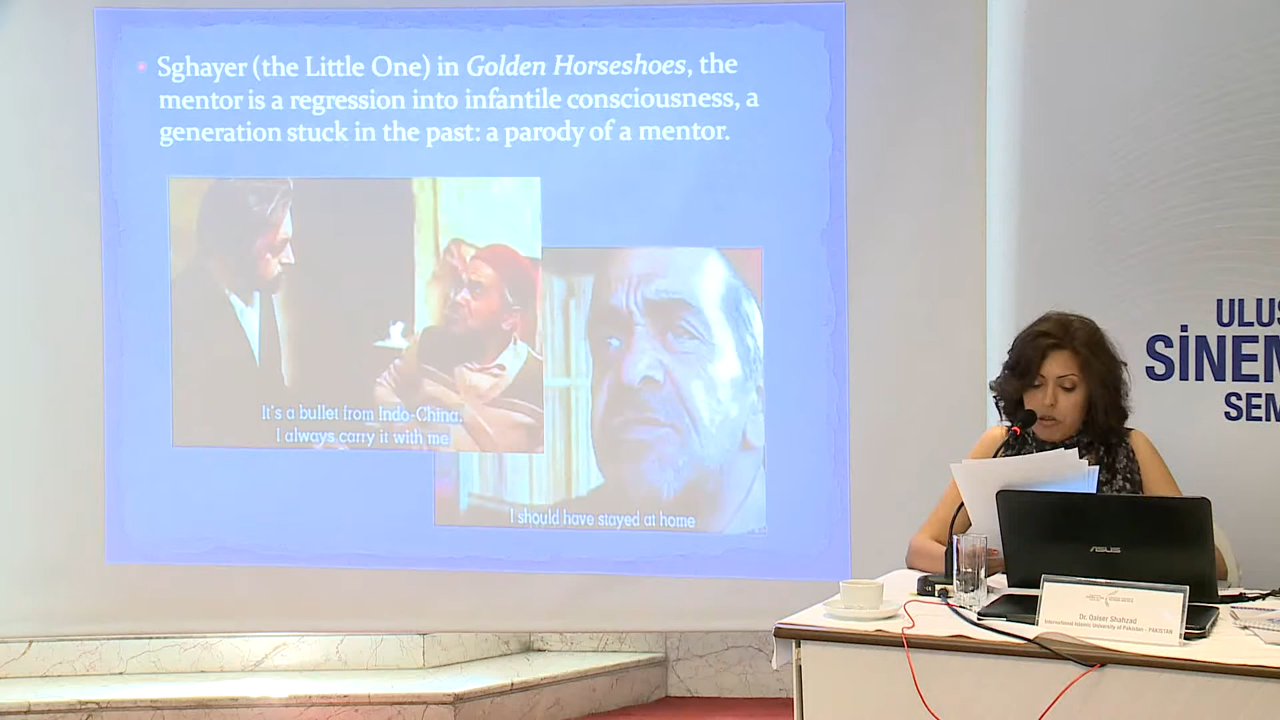 Sghayer (the Little One) in Golden Horseshoes, the
mentor is a regression into infantile consciousness, a
generation stuck in the past: a parody of a mentor.
It's a bullet from Indo-China.
I always carry it with me
I should have stayed at home
ULUS
SİNEM
SEM
ASUS
Dr. Qaiser Shahzad
International Islamic University of Pakistan - PAKISTAN